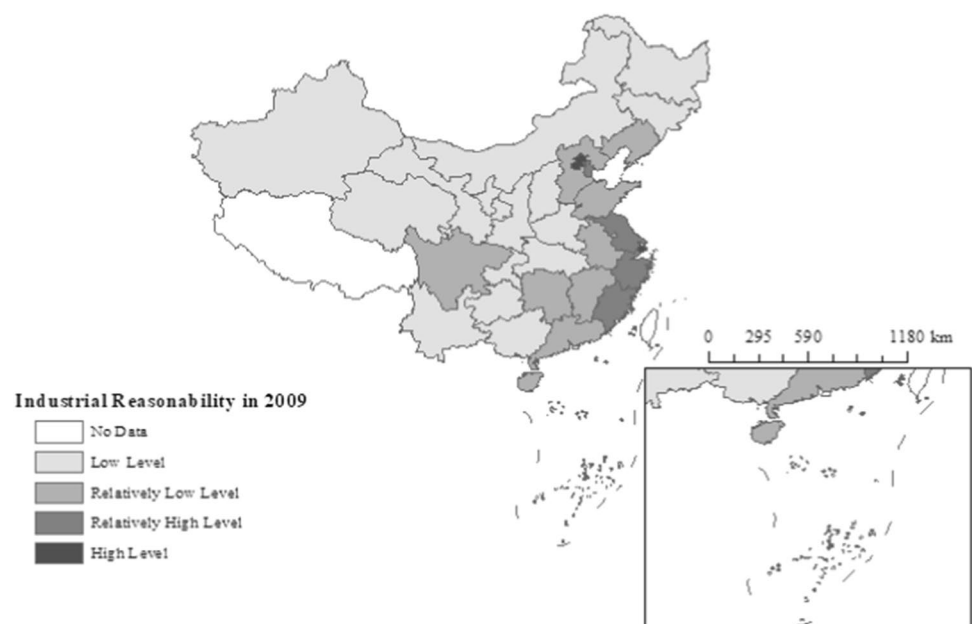 0 295 590 1180 km
Industrial Reasonability in 2009
No Data
Low Level
Relatively Low Level
Relatively High Level
High Level